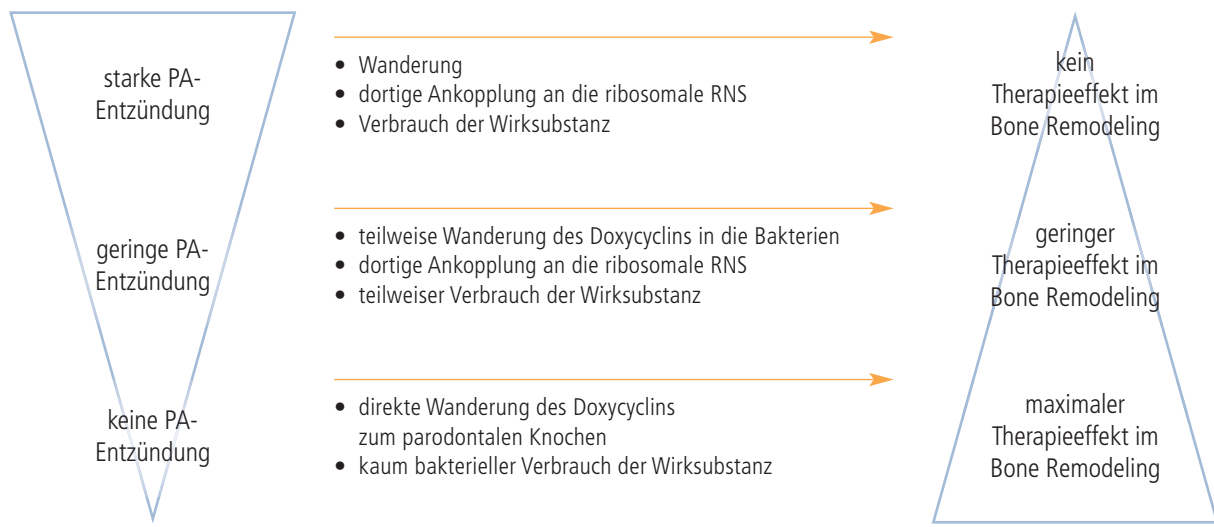 starke PA-
Entzündung
• Wanderung
• dortige Ankopplung an die ribosomale RNS
• Verbrauch der Wirksubstanz
kein
Therapieeffekt im
Bone Remodeling
geringe PA-
Entzündung
• teilweise Wanderung des Doxycyclins in die Bakterien
• dortige Ankopplung an die ribosomale RNS
• teilweiser Verbrauch der Wirksubstanz
geringer
Therapieeffekt im
Bone Remodeling
keine PA-
Entzündung
• direkte Wanderung des Doxycyclins
zum parodontalen Knochen
• kaum bakterieller Verbrauch der Wirksubstanz
maximaler
Therapieeffekt im
Bone Remodeling